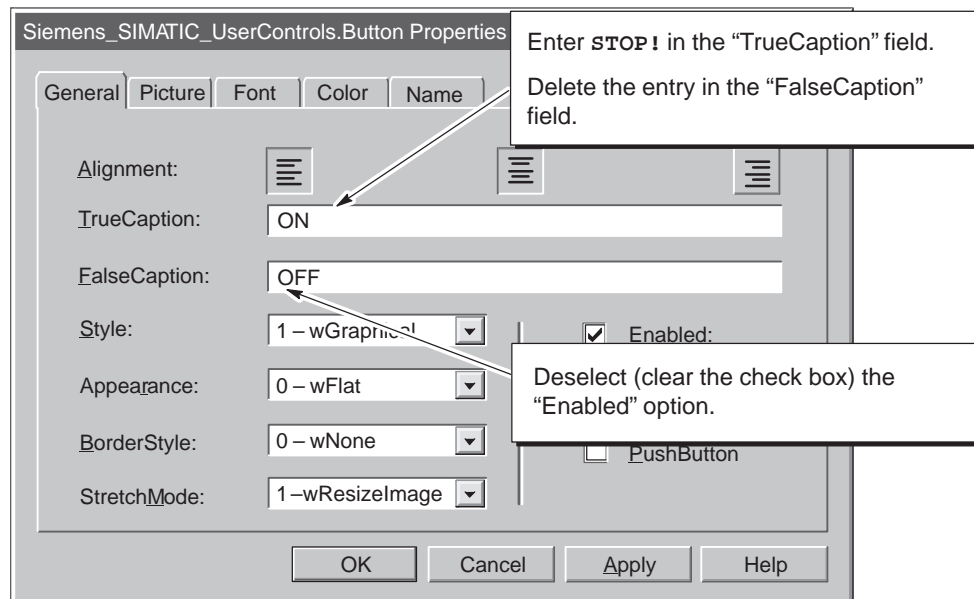 Siemens_SIMATIC_UserControls.Button Properties
Enter STOP! in the “TrueCaption” field.
Delete the entry in the “FalseCaption”
field.
General Picture Font Color Name
Alignment:
TrueCaption: ON
FalseCaption: OFF
Style: 1 – wGraphical Enabled:
Deselect (clear the check box) the
“Enabled” option.
Appearance: 0 – wFlat
BorderStyle: 0 – wNone PushButton
StretchMode: 1–wResizeImage
OK Cancel Apply Help